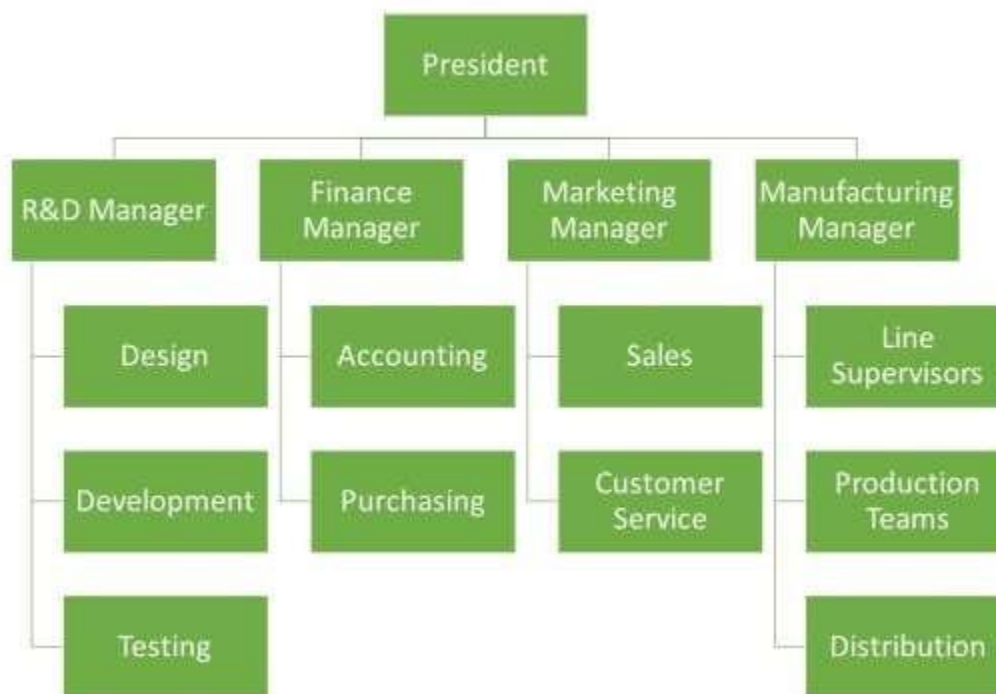 President
R&D Manager
Finance
Manager
Marketing
Manager
Manufacturing
Manager
Design
Accounting
Sales
Line
Supervisors
Development
Purchasing
Customer
Service
Production
Teams
Testing
Distribution